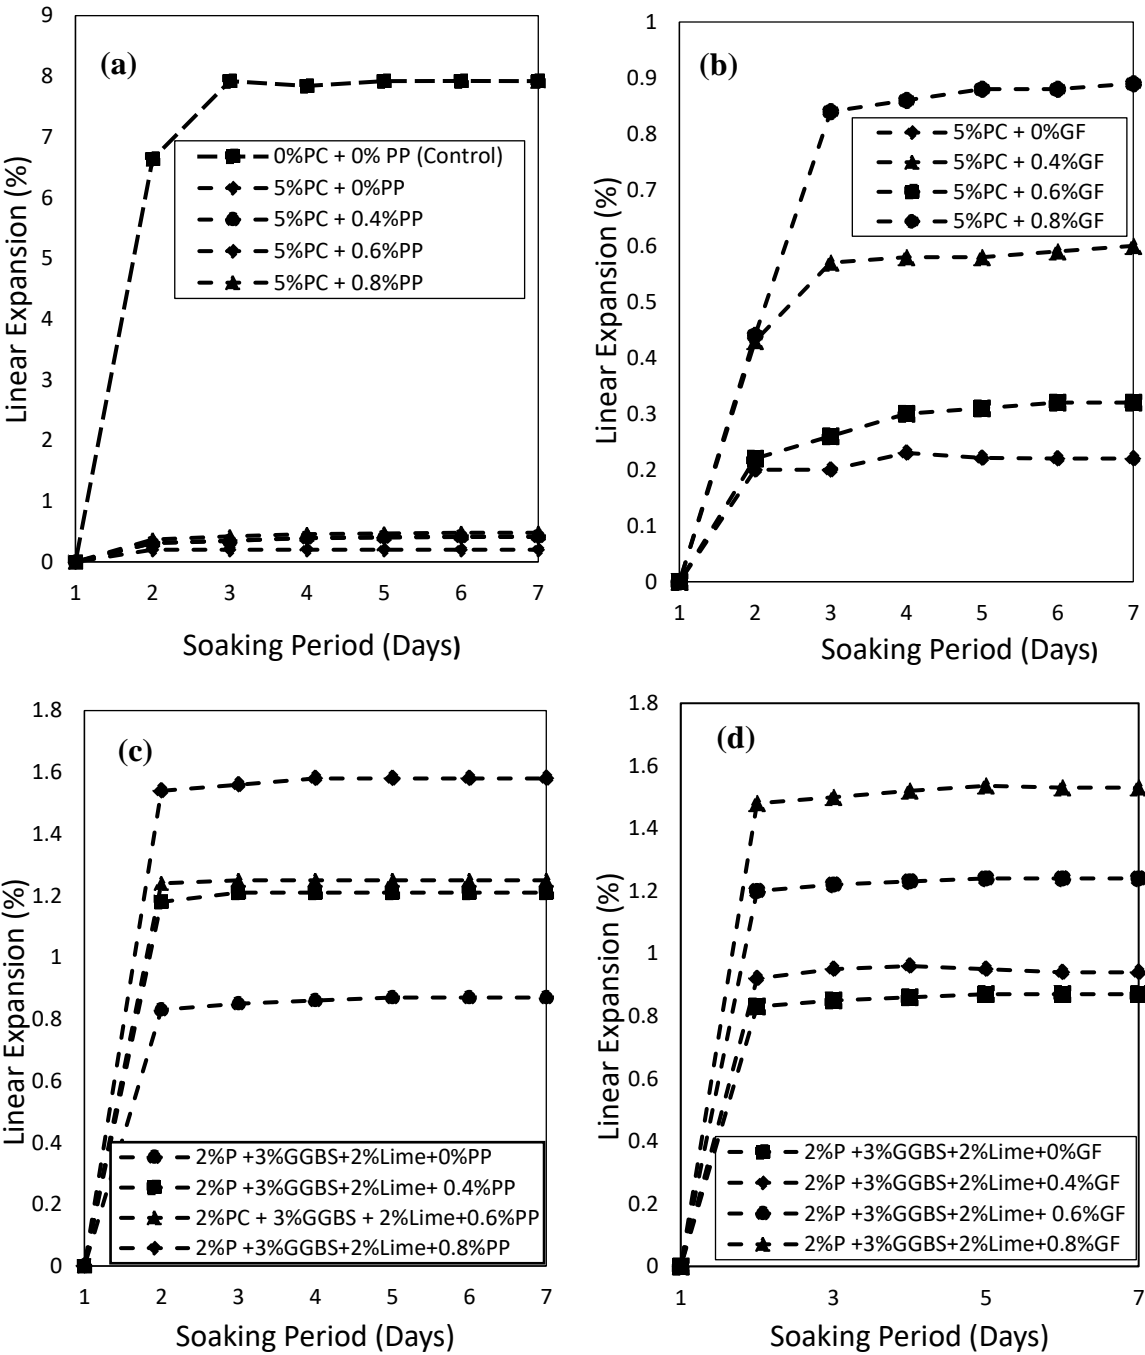 (a)
Linear Expansion (%)
9
8
7
6
5
4
3
2
1
0
0%PC + 0% PP (Control)
5%PC + 0%PP
5%PC + 0.4%PP
5%PC + 0.6%PP
5%PC + 0.8%PP
1 2 3 4 5 6 7
Soaking Period (Days)
(b)
Linear Expansion (%)
1
0.9
0.8
0.7
0.6
0.5
0.4
0.3
0.2
0.1
0
5%PC + 0%GF
5%PC + 0.4%GF
5%PC + 0.6%GF
5%PC + 0.8%GF
1 2 3 4 5 6 7
Soaking Period (Days)
(c)
Linear Expansion (%)
1.8
1.6
1.4
1.2
1
0.8
0.6
0.4
0.2
0
2%P +3%GGBS+2%Lime+0%PP
2%P +3%GGBS+2%Lime+ 0.4%PP
2%PC + 3%GGBS + 2%Lime+0.6%PP
2%P +3%GGBS+2%Lime+0.8%PP
1 2 3 4 5 6 7
Soaking Period (Days)
(d)
Linear Expansion (%)
1.8
1.6
1.4
1.2
1
0.8
0.6
0.4
0.2
0
2%P +3%GGBS+2%Lime+0%GF
2%P +3%GGBS+2%Lime+0.4%GF
2%P +3%GGBS+2%Lime+ 0.6%GF
2%P +3%GGBS+2%Lime+0.8%GF
1 3 5 7
Soaking Period (Days)